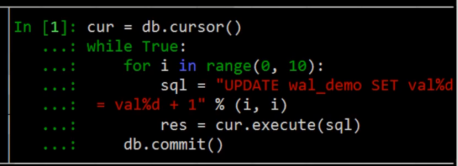 In [1]: cur = db.cursor()
   ...: while True:
   ...:     for i in range(0, 10):
   ...:         sql = "UPDATE wal_demo SET val%d
   ...:  = val%d + 1" % (i, i)
   ...:         res = cur.execute(sql)
   ...:     db.commit()